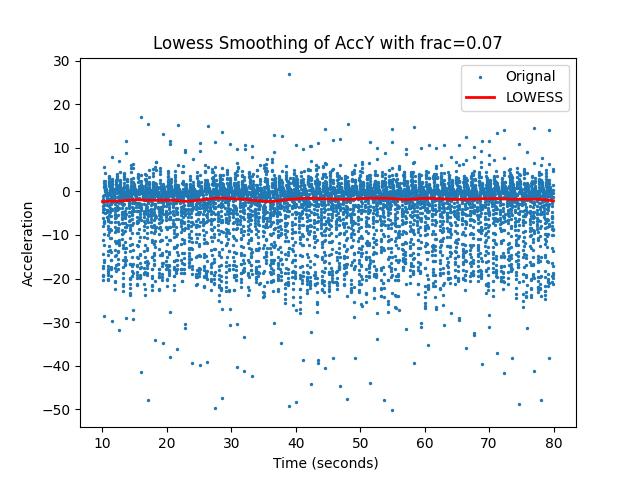 Lowess Smoothing of AccY with frac=0.07
30
20
10
0
−10
−20
−30
−40
−50
Acceleration
Orignal
LOWESS
10 20 30 40 50 60 70 80
Time (seconds)